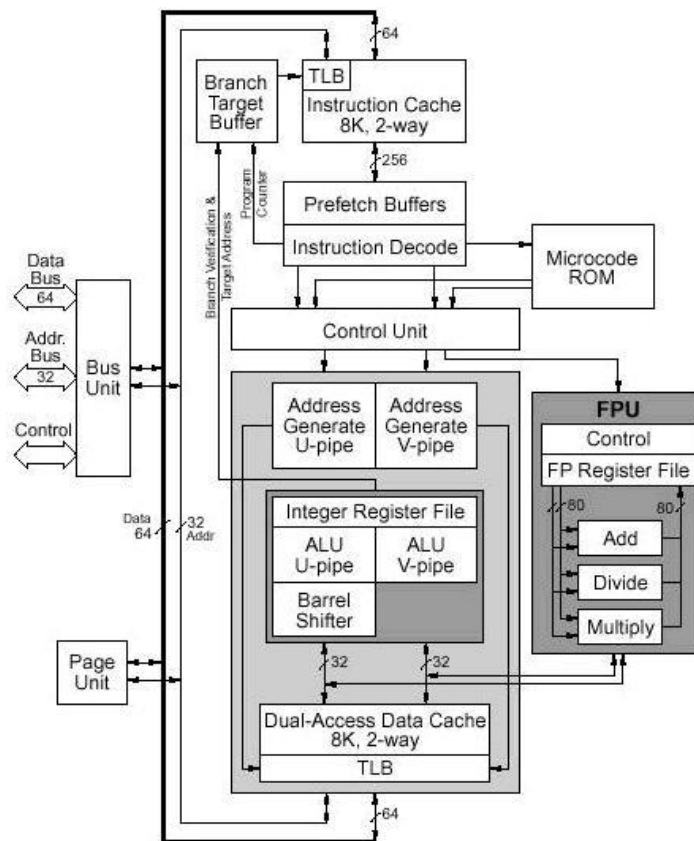 64
TLB
Instruction Cache
8K, 2-way
Branch
Target
Buffer
256
Program
Counter
Branch Verification &
Target Address
Prefetch Buffers
Instruction Decode
Microcode
ROM
Control Unit
Data
Bus
64
Addr.
Bus
32
Control
Bus
Unit
Address
Generate
U-pipe
Address
Generate
V-pipe
FPU
Control
FP Register File
80
80
Add
Divide
Multiply
Integer Register File
ALU
U-pipe
ALU
V-pipe
Barrel
Shifter
Data
64
32
Addr
32
32
Page
Unit
Dual-Access Data Cache
8K, 2-way
TLB
64